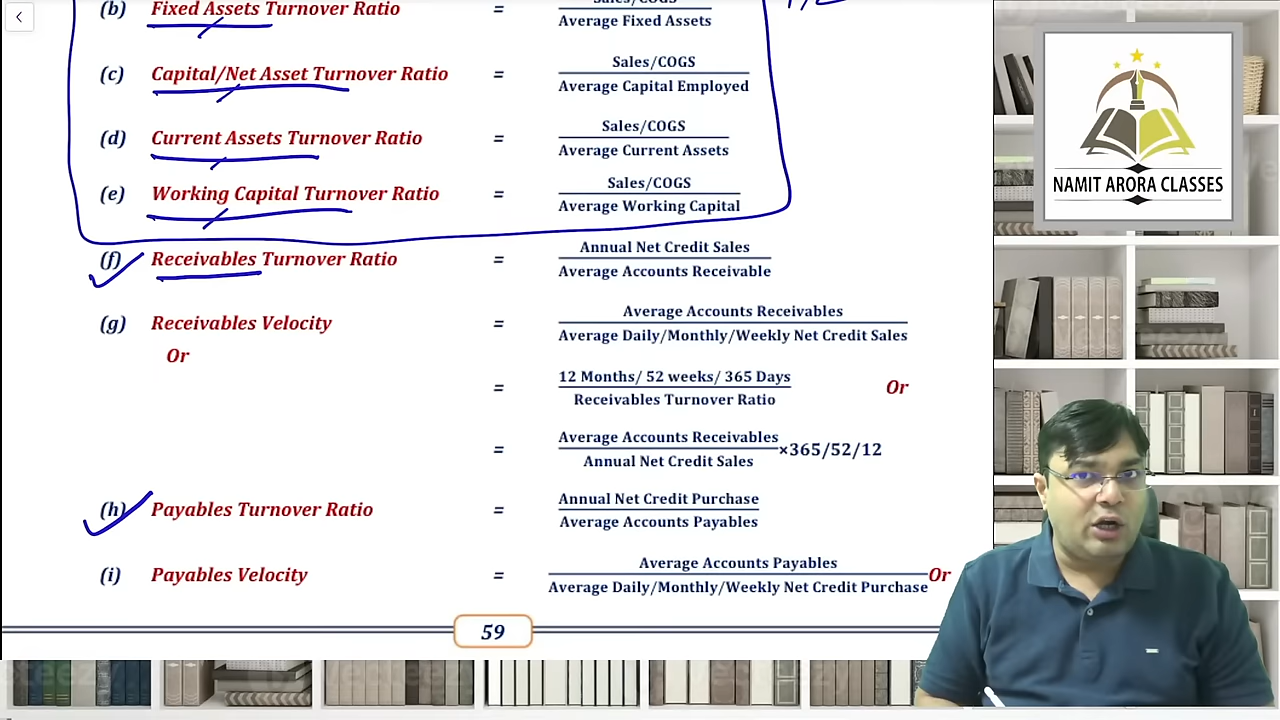 Sales/COGS
(b) Fixed Assets Turnover Ratio =
Average Fixed Assets
(c) Capital/Net Asset Turnover Ratio = Sales/COGS
Average Capital Employed
(d) Current Assets Turnover Ratio = Sales/COGS
Average Current Assets
(e) Working Capital Turnover Ratio = Sales/COGS
Average Working Capital
(f) Receivables Turnover Ratio = Annual Net Credit Sales
Average Accounts Receivable
(g) Receivables Velocity = Average Accounts Receivables
Average Daily/Monthly/Weekly Net Credit Sales
Or
= 12 Months/ 52 weeks/ 365 Days Or
Receivables Turnover Ratio
= Average Accounts Receivables ×365/52/12
Annual Net Credit Sales
(h) Payables Turnover Ratio = Annual Net Credit Purchase
Average Accounts Payables
(i) Payables Velocity = Average Accounts Payables Or
Average Daily/Monthly/Weekly Net Credit Purchase
59
NAMIT ARORA CLASSES